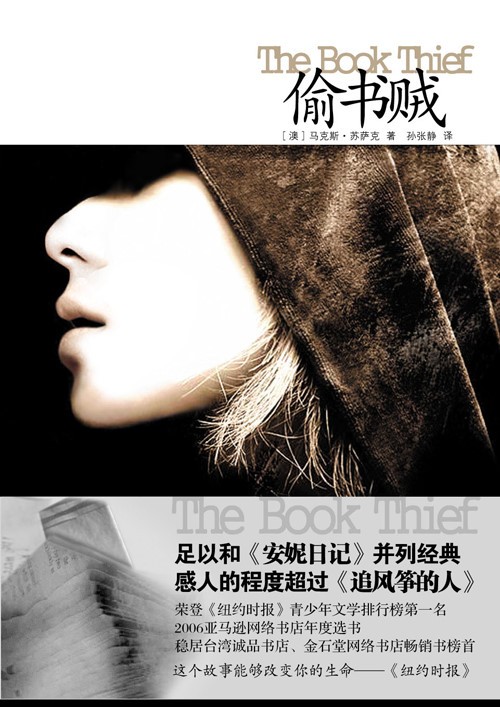 The Book Thief
偷书贼
[澳]马克斯·苏萨克 著 孙张静 译
The Book Thief
足以和《安妮日记》并列经典
感人的程度超过《追风筝的人》
荣登《纽约时报》青少年文学排行榜第一名
2006亚马逊网络书店年度选书
稳居台湾诚品书店、金石堂网络书店畅销书榜首
这个故事能够改变你的生命——《纽约时报》